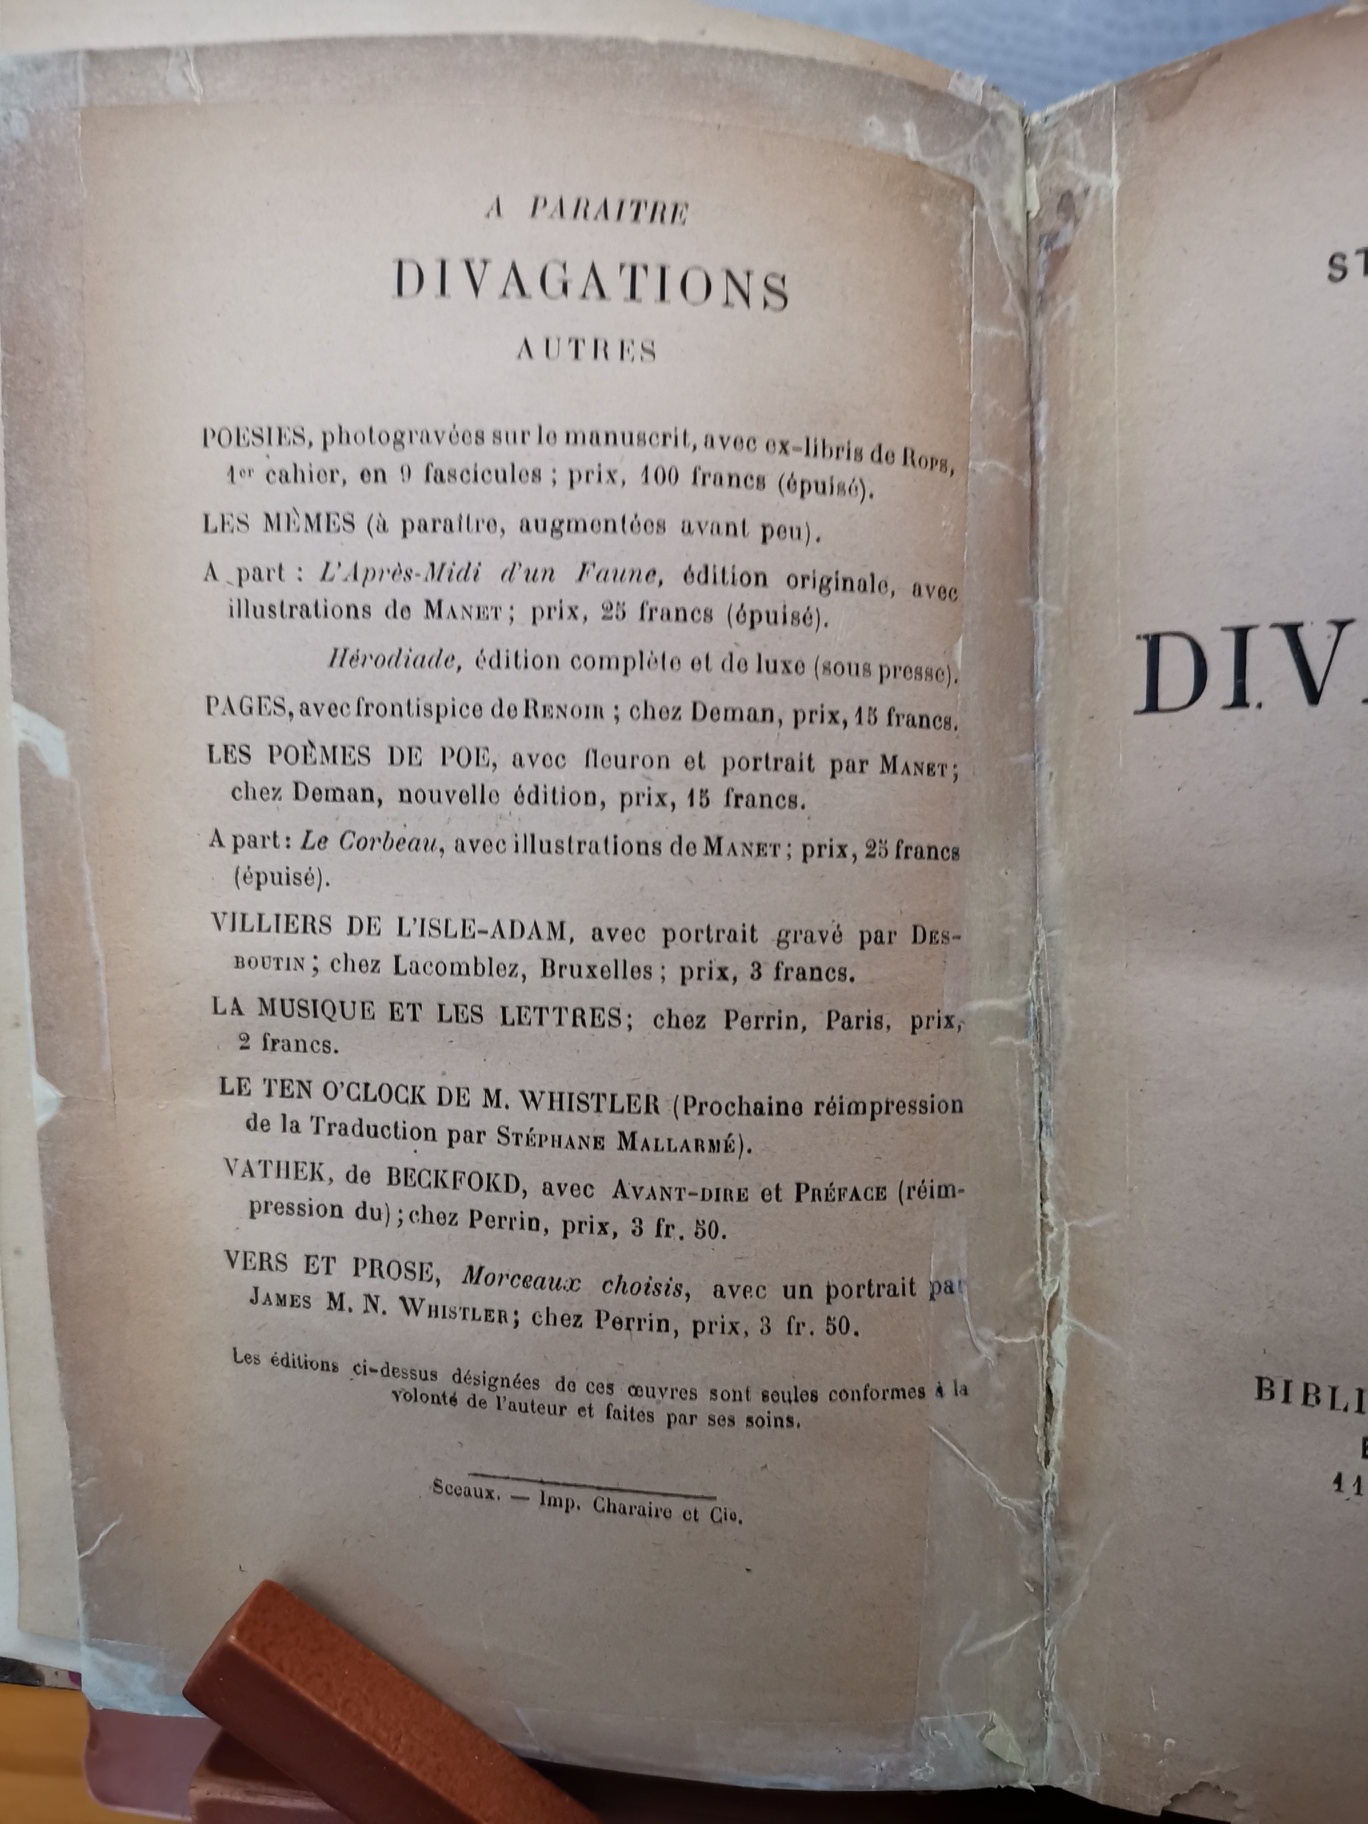 A PARAITRE
DIVAGATIONS
AUTRES
POESIES, photogravées sur le manuscrit, avec ex-libris de Rops,
1er cahier, en 9 fascicules ; prix, 100 francs (épuisé).
LES MÈMES (à paraître, augmentées avant peu).
A part : L'Après-Midi d'un Faune, édition originale, avec
illustrations de MANET ; prix, 25 francs (épuisé).
Hérodiade, édition complète et de luxe (sous presse).
PAGES, avec frontispice de RENOIR ; chez Deman, prix, 15 francs.
LES POÈMES DE POE, avec fleuron et portrait par MANET ;
chez Deman, nouvelle édition, prix, 15 francs.
A part : Le Corbeau, avec illustrations de MANET ; prix, 25 francs
(épuisé).
VILLIERS DE L'ISLE-ADAM, avec portrait gravé par DES-
BOUTIN ; chez Lacomblez, Bruxelles ; prix, 3 francs.
LA MUSIQUE ET LES LETTRES ; chez Perrin, Paris, prix,
2 francs.
LE TEN O'CLOCK DE M. WHISTLER (Prochaine réimpression
de la Traduction par STÉPHANE MALLARMÉ).
VATHEK, de BECKFOKD, avec AVANT-DIRE et PRÉFACE (réim-
pression du) ; chez Perrin, prix, 3 fr. 50.
VERS ET PROSE, Morceaux choisis, avec un portrait par
JAMES M. N. WHISTLER ; chez Perrin, prix, 3 fr. 50.
Les éditions ci-dessus désignées de ces œuvres sont seules conformes à la
volonté de l'auteur et faites par ses soins.
Sceaux. — Imp. Charaire et Cie.
ST
DIV
BIBLI
11